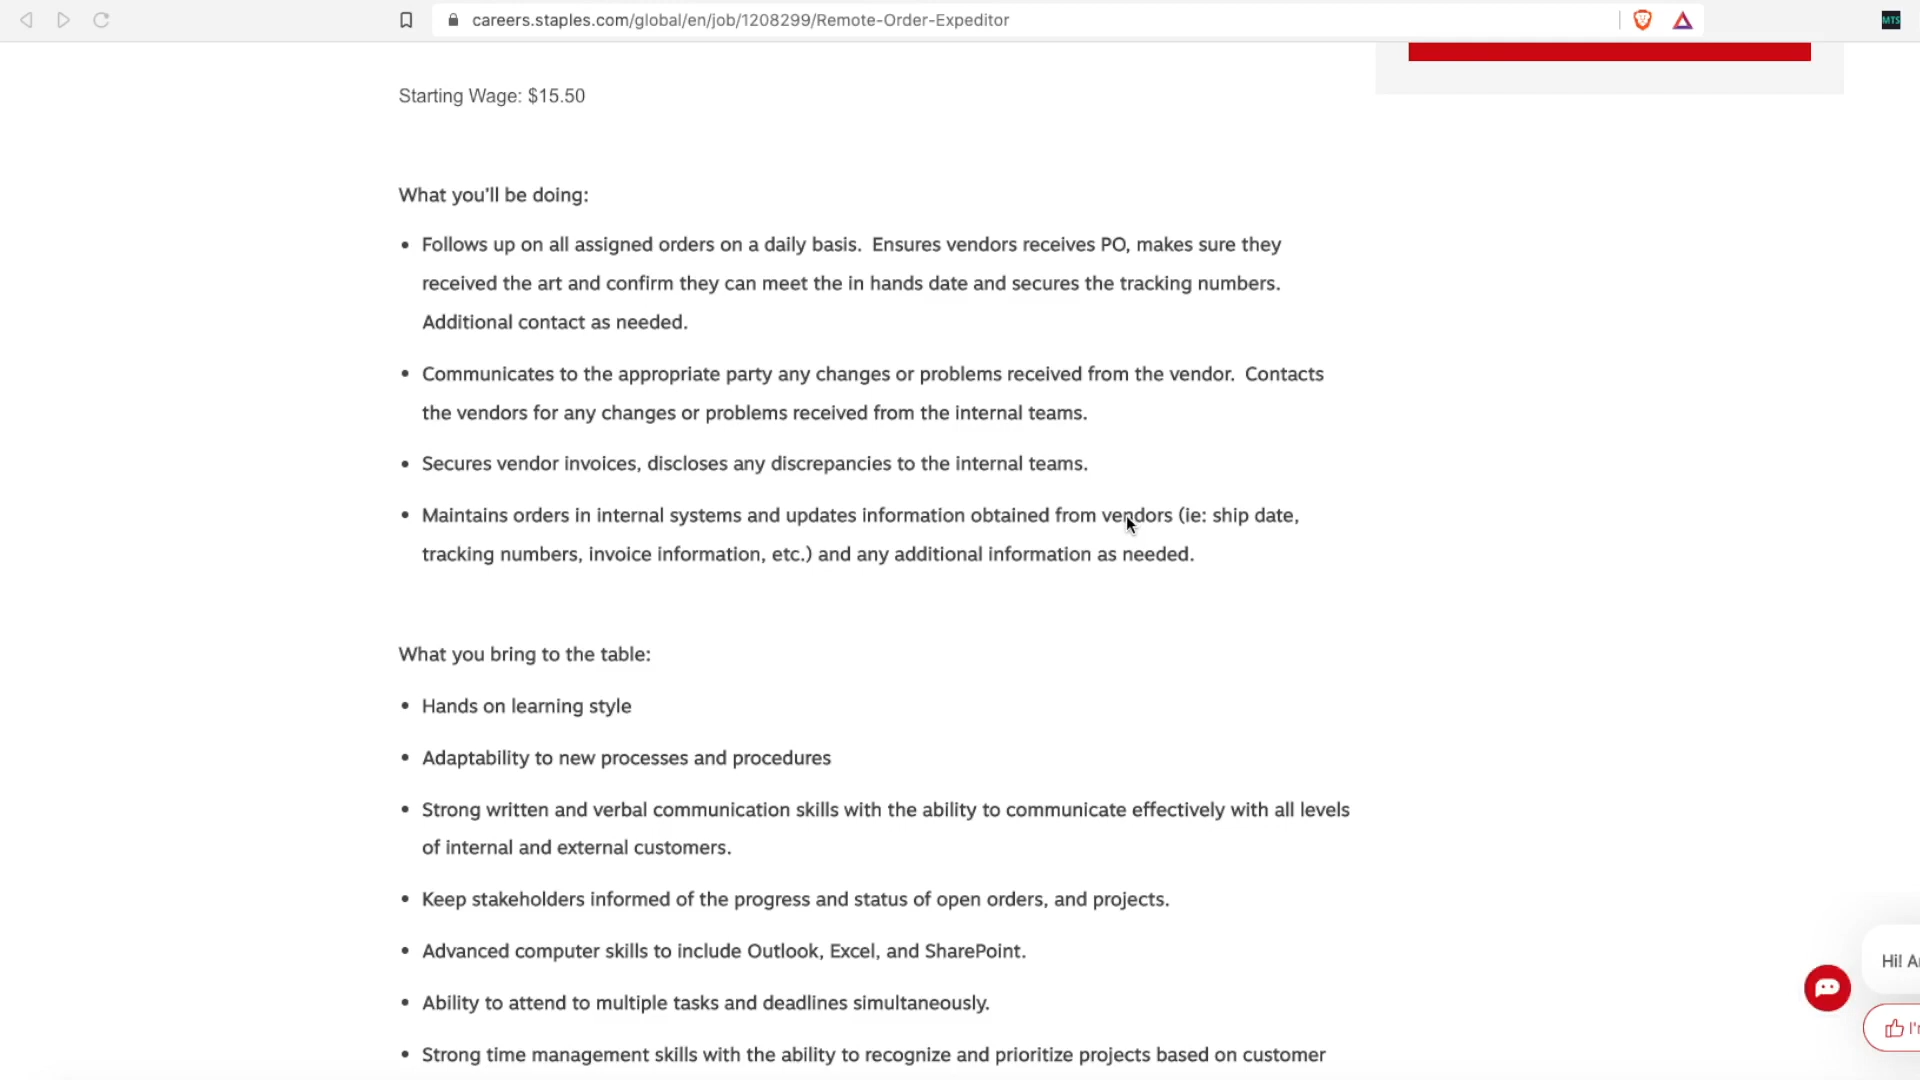 careers.staples.com/global/en/job/1208299/Remote-Order-Expeditor
MTS
Starting Wage: $15.50
What you'll be doing:
• Follows up on all assigned orders on a daily basis.  Ensures vendors receives PO, makes sure they
received the art and confirm they can meet the in hands date and secures the tracking numbers.
Additional contact as needed.
• Communicates to the appropriate party any changes or problems received from the vendor.  Contacts
the vendors for any changes or problems received from the internal teams.
• Secures vendor invoices, discloses any discrepancies to the internal teams.
• Maintains orders in internal systems and updates information obtained from vendors (ie: ship date,
tracking numbers, invoice information, etc.) and any additional information as needed.
What you bring to the table:
• Hands on learning style
• Adaptability to new processes and procedures
• Strong written and verbal communication skills with the ability to communicate effectively with all levels
of internal and external customers.
• Keep stakeholders informed of the progress and status of open orders, and projects.
• Advanced computer skills to include Outlook, Excel, and SharePoint.
Hi!
• Ability to attend to multiple tasks and deadlines simultaneously.
• Strong time management skills with the ability to recognize and prioritize projects based on customer